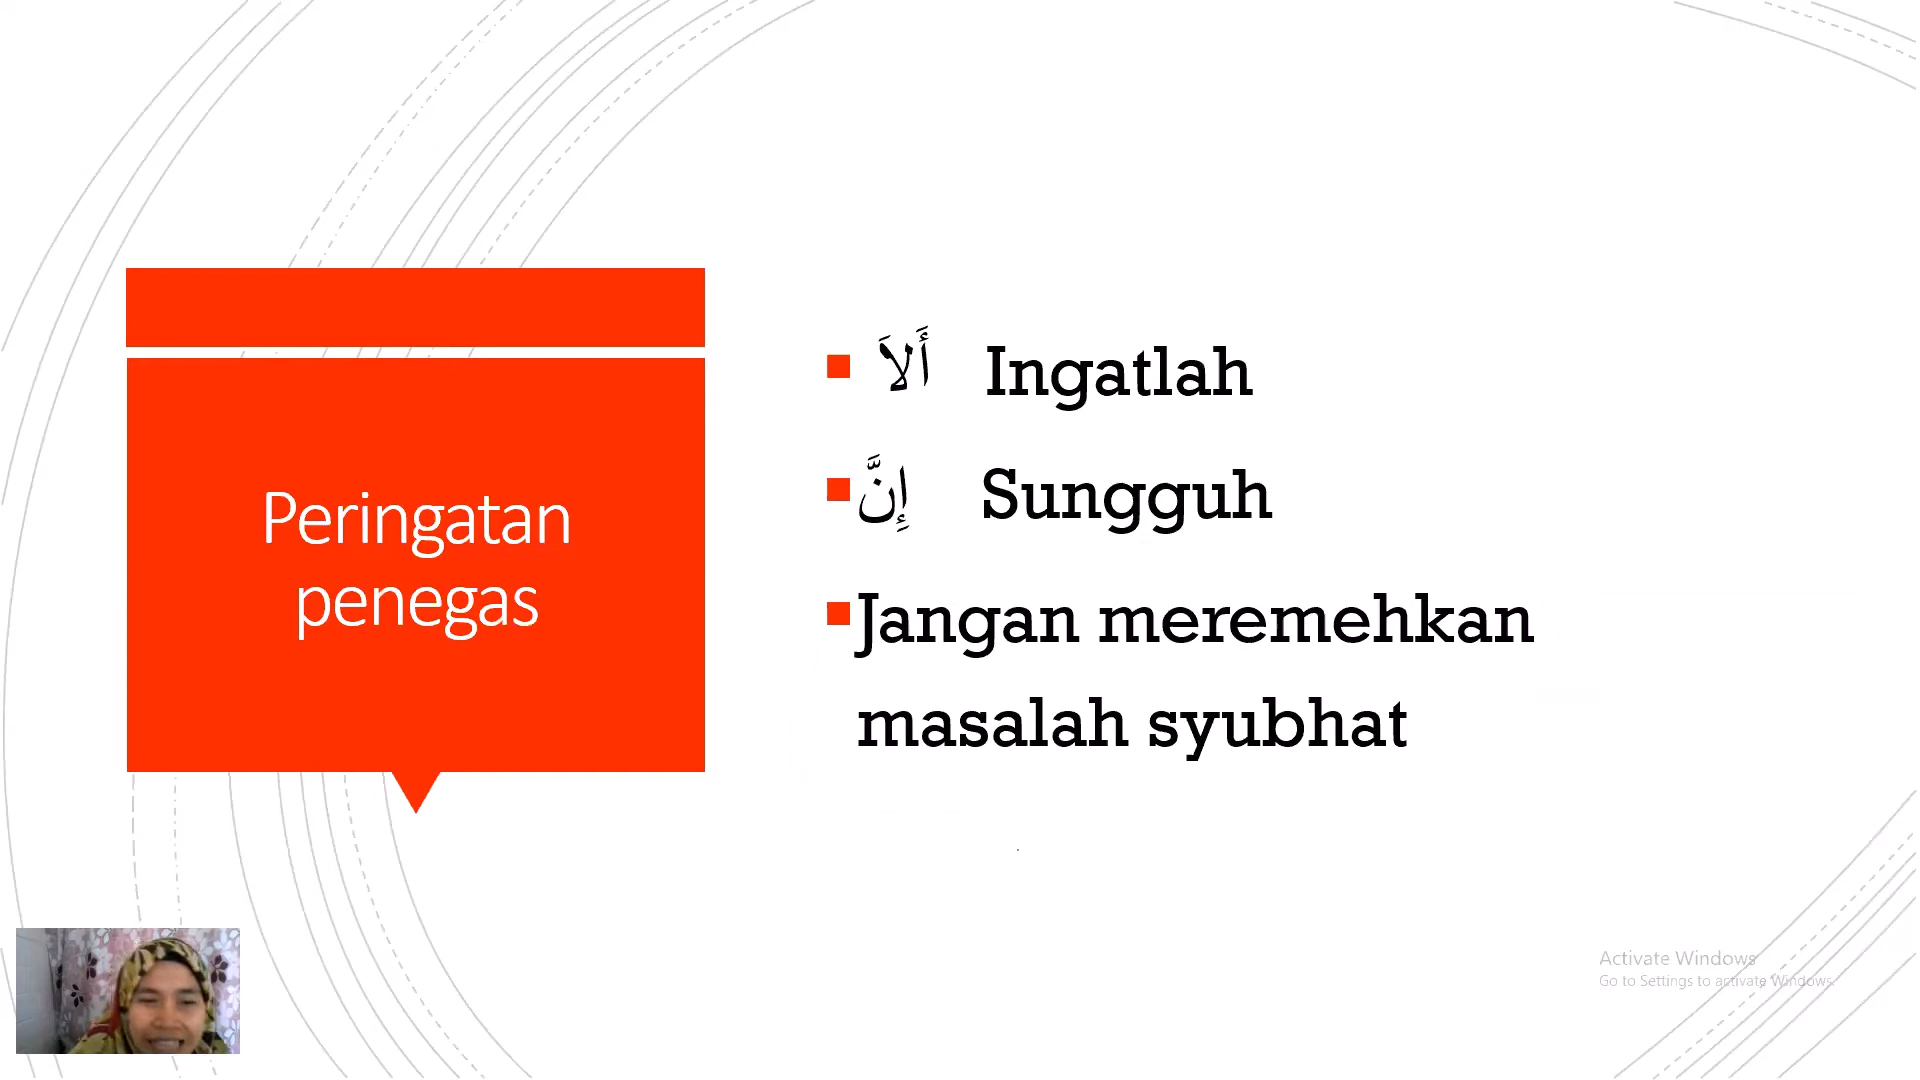 Peringatan
penegas
أَلاَ Ingatlah
إِنَّ Sungguh
Jangan meremehkan
masalah syubhat
Activate Windows
Go to Settings to activate Windows.